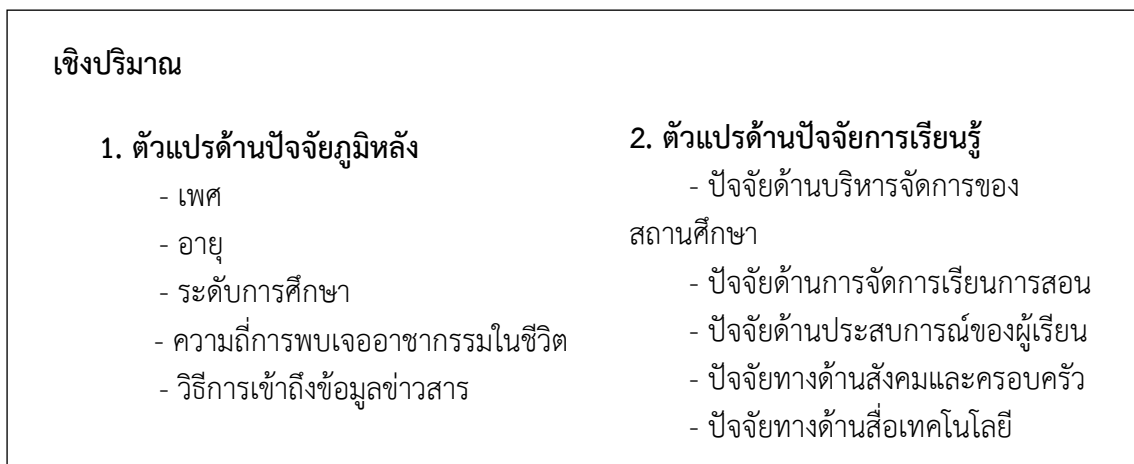 เชิงปริมาณ
1. ตัวแปรด้านปัจจัยภูมิหลัง
- เพศ
- อายุ
- ระดับการศึกษา
- ความถี่การพบเจออาชากรรมในชีวิต
- วิธีการเข้าถึงข้อมูลข่าวสาร
2. ตัวแปรด้านปัจจัยการเรียนรู้
- ปัจจัยด้านบริหารจัดการของ
สถานศึกษา
- ปัจจัยด้านการจัดการเรียนการสอน
- ปัจจัยด้านประสบการณ์ของผู้เรียน
- ปัจจัยทางด้านสังคมและครอบครัว
- ปัจจัยทางด้านสื่อเทคโนโลยี